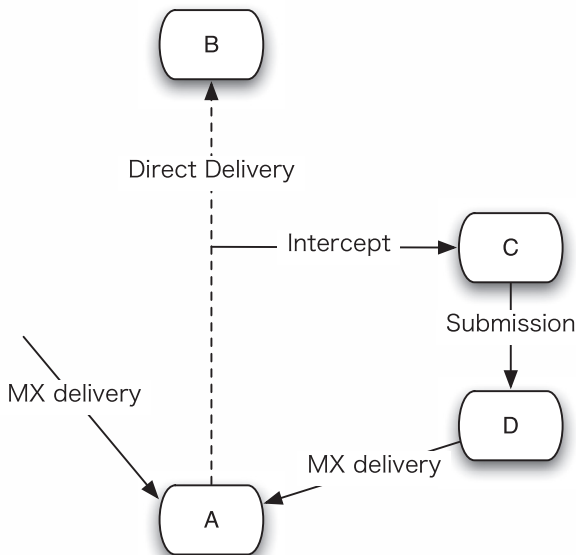 B
Direct Delivery
Intercept
C
Submission
MX delivery
D
MX delivery
A